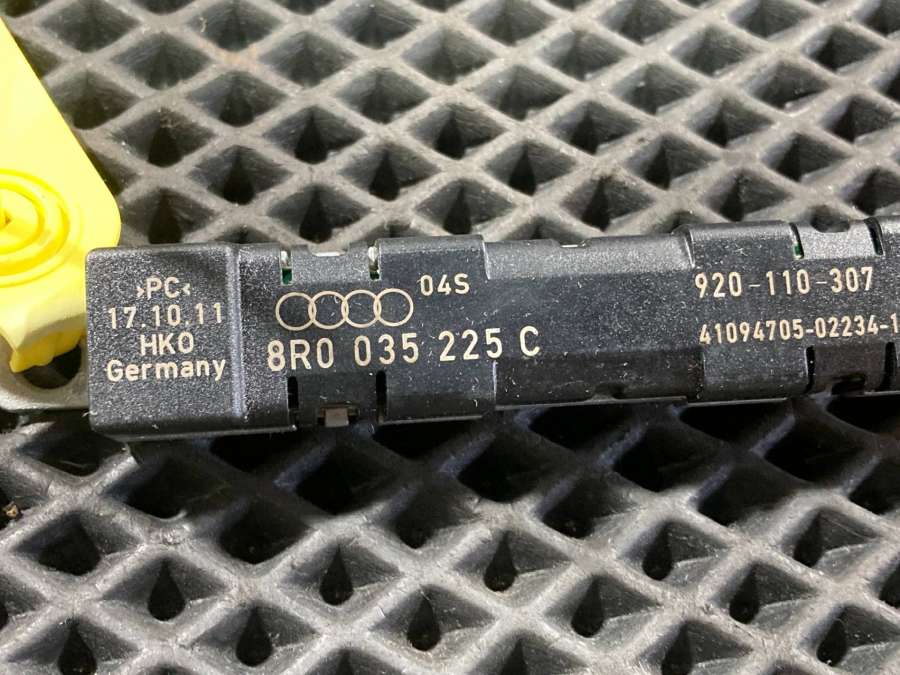 >PC<
17.10.11
HKO
Germany
04S
8R0 035 225 C
920-110-307
41094705-02234-1